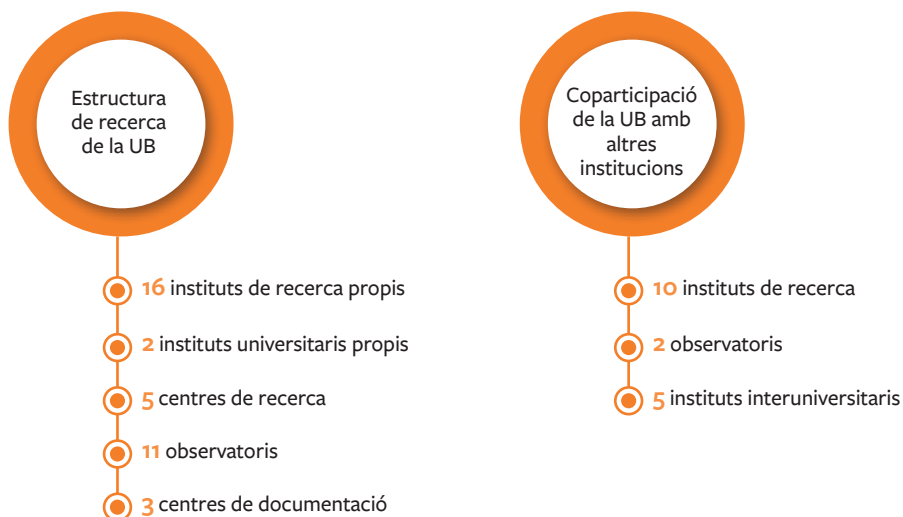 Estructura
de recerca
de la UB
16 instituts de recerca propis
2 instituts universitaris propis
5 centres de recerca
11 observatoris
3 centres de documentació
Coparticipació
de la UB amb
altres
institucions
10 instituts de recerca
2 observatoris
5 instituts interuniversitaris